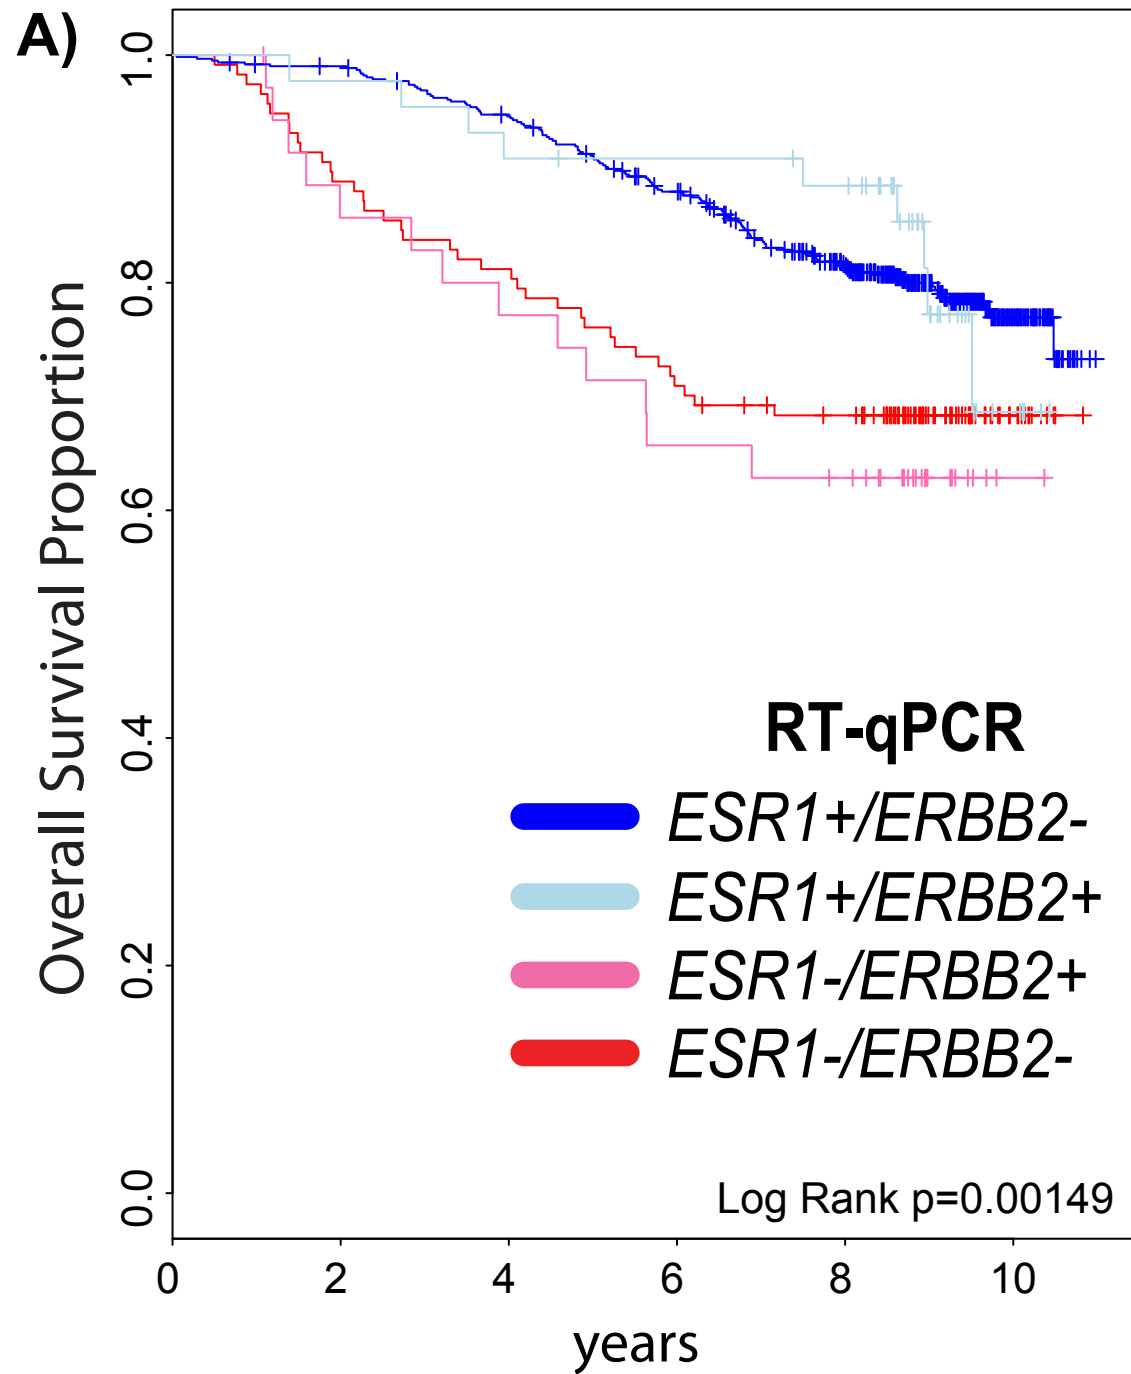 A)
Overall Survival Proportion
1.0
0.8
0.6
0.4
0.2
0.0
RT-qPCR
ESR1+/ERBB2-
ESR1+/ERBB2+
ESR1-/ERBB2+
ESR1-/ERBB2-
Log Rank p=0.00149
0 2 4 6 8 10
years